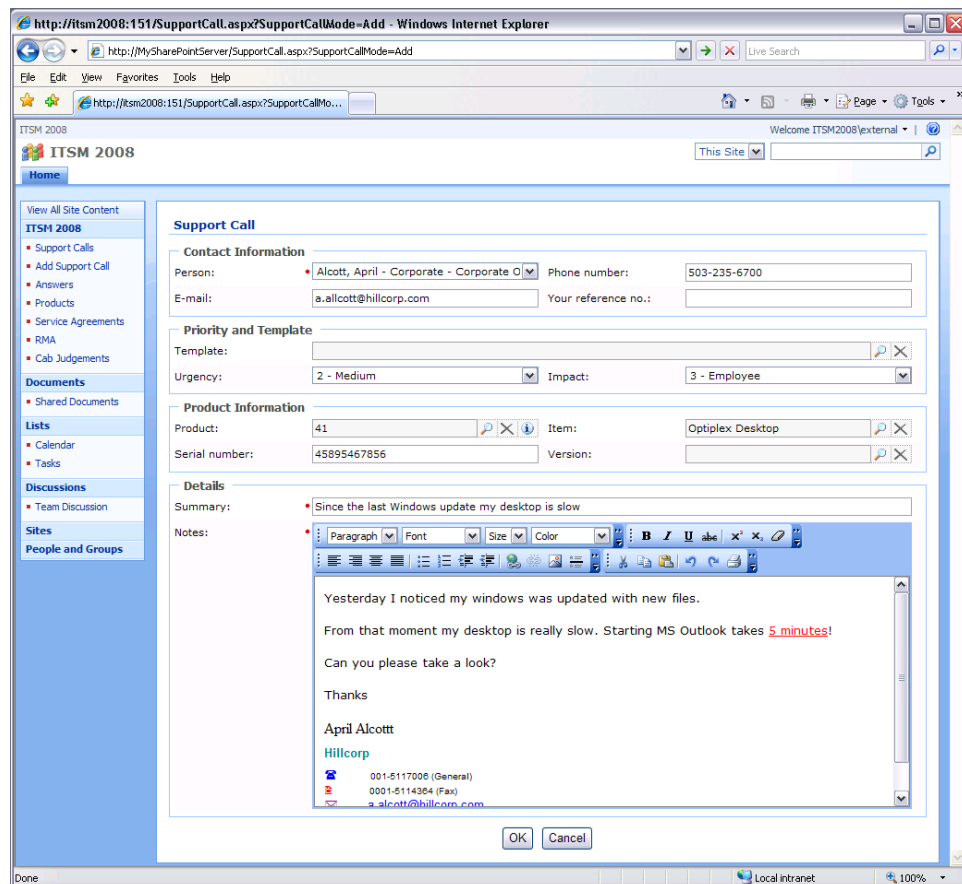 http://itsm2008:151/SupportCall.aspx?SupportCallMode=Add - Windows Internet Explorer
http://MySharePointServer/SupportCall.aspx?SupportCallMode=Add Live Search
File Edit View Favorites Tools Help
http://itsm2008:151/SupportCall.aspx?SupportCallMo... Page Tools »
ITSM 2008 Welcome ITSM2008\external
ITSM 2008 This Site
Home
View All Site Content
ITSM 2008
Support Calls
Add Support Call
Answers
Products
Service Agreements
RMA
Cab Judgements
Documents
Shared Documents
Lists
Calendar
Tasks
Discussions
Team Discussion
Sites
People and Groups
Support Call
Contact Information
Person: * Alcott, April - Corporate - Corporate O Phone number: 503-235-6700
E-mail: a.allcott@hillcorp.com Your reference no.:
Priority and Template
Template:
Urgency: 2 - Medium Impact: 3 - Employee
Product Information
Product: 41 Item: Optiplex Desktop
Serial number: 45895467856 Version:
Details
Summary: * Since the last Windows update my desktop is slow
Notes: * Paragraph Font Size Color B I U abc x² x₂
Yesterday I noticed my windows was updated with new files.
From that moment my desktop is really slow. Starting MS Outlook takes 5 minutes!
Can you please take a look?
Thanks
April Alcottt
Hillcorp
001-5117006 (General)
0001-5114364 (Fax)
a.alcott@hillcorp.com
OK Cancel
Done Local intranet 100%